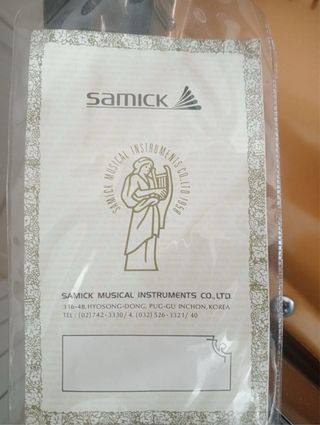 SAMICK
SAMICK MUSICAL INSTRUMENTS CO., LTD. 1958
SAMICK MUSICAL INSTRUMENTS CO., LTD.
316-48, HYOSONG-DONG, PUG-GU INCHON, KOREA
TEL : (02) 742-3330/4. (032) 526-3321/40